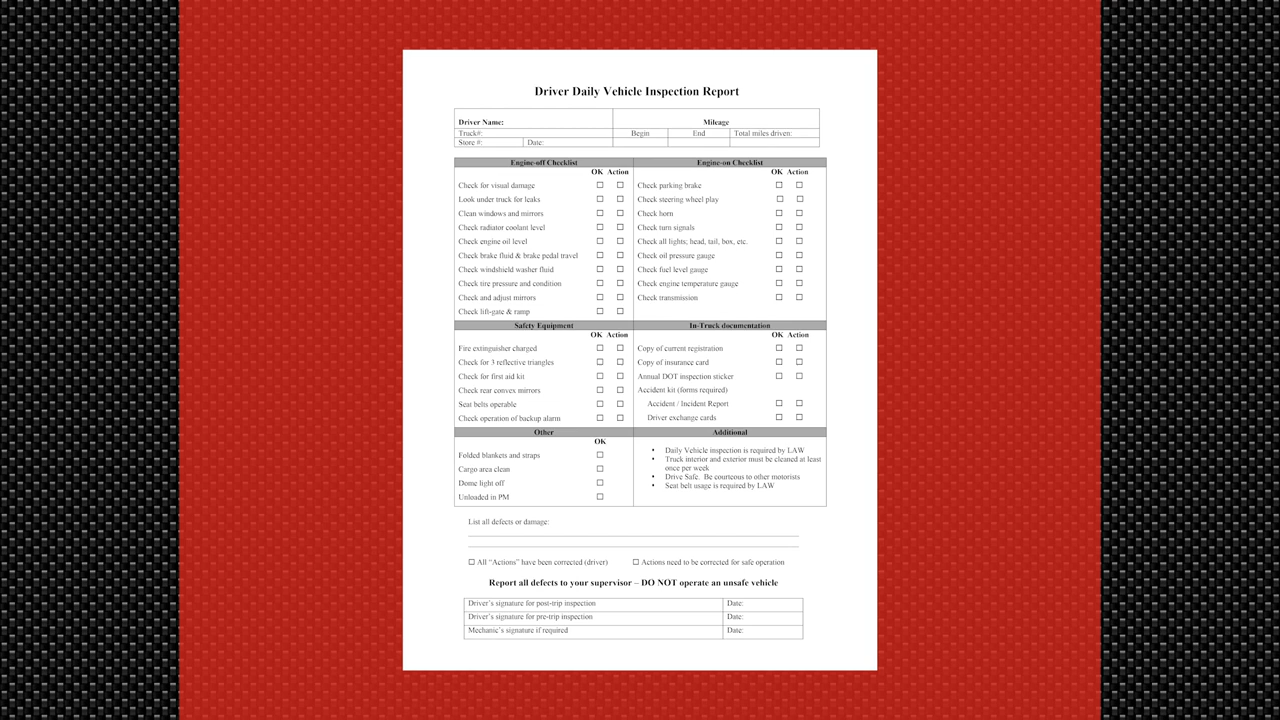 Driver Daily Vehicle Inspection Report
Driver Name: Mileage
Truck#: Begin End Total miles driven:
Store #: Date:
Engine-off Checklist
OK Action
Check for visual damage
Look under truck for leaks
Clean windows and mirrors
Check radiator coolant level
Check engine oil level
Check brake fluid & brake pedal travel
Check windshield washer fluid
Check tire pressure and condition
Check and adjust mirrors
Check lift-gate & ramp
Engine-on Checklist
OK Action
Check parking brake
Check steering wheel play
Check horn
Check turn signals
Check all lights; head, tail, box, etc.
Check oil pressure gauge
Check fuel level gauge
Check engine temperature gauge
Check transmission
Safety Equipment
OK Action
Fire extinguisher charged
Check for 3 reflective triangles
Check for first aid kit
Check rear convex mirrors
Seat belts operable
Check operation of backup alarm
In-Truck documentation
OK Action
Copy of current registration
Copy of insurance card
Annual DOT inspection sticker
Accident kit (forms required)
Accident / Incident Report
Driver exchange cards
Other
OK
Folded blankets and straps
Cargo area clean
Dome light off
Unloaded in PM
Additional
• Daily Vehicle inspection is required by LAW
• Truck interior and exterior must be cleaned at least
once per week
• Drive Safe. Be courteous to other motorists
• Seat belt usage is required by LAW
List all defects or damage:
All “Actions” have been corrected (driver) Actions need to be corrected for safe operation
Report all defects to your supervisor – DO NOT operate an unsafe vehicle
Driver’s signature for post-trip inspection Date:
Driver’s signature for pre-trip inspection Date:
Mechanic’s signature if required Date: